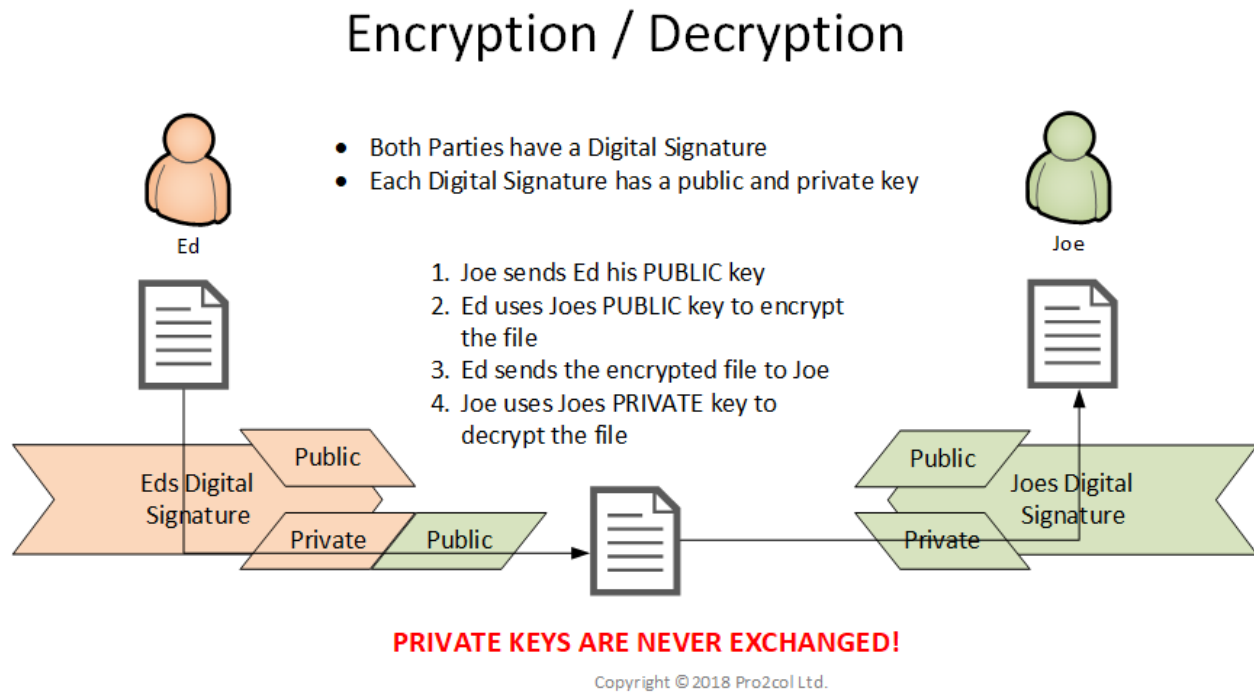 Encryption / Decryption
• Both Parties have a Digital Signature
• Each Digital Signature has a public and private key
Ed
Joe
1. Joe sends Ed his PUBLIC key
2. Ed uses Joes PUBLIC key to encrypt
the file
3. Ed sends the encrypted file to Joe
4. Joe uses Joes PRIVATE key to
decrypt the file
Public
Eds Digital
Signature
Private
Public
Public
Joes Digital
Signature
Private
PRIVATE KEYS ARE NEVER EXCHANGED!
Copyright © 2018 Pro2col Ltd.